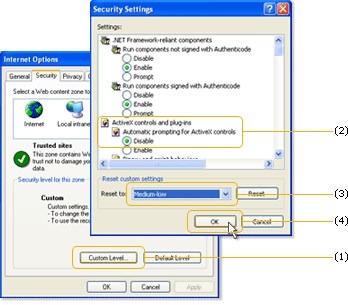 Security Settings
Settings:
.NET Framework-reliant components
Run components not signed with Authenticode
Disable
Enable
Prompt
Run components signed with Authenticode
Disable
Enable
Prompt
ActiveX controls and plug-ins
Automatic prompting for ActiveX controls
Disable
Enable
(2)
Reset custom settings
Reset to:
Medium-low
Reset
(3)
OK
Cancel
(4)
Internet Options
General
Security
Privacy
Select a Web content zone to
Internet
Local intranet
Trusted sites
This zone contains Web
trust not to damage your
data.
Security level for this zone
Custom
Custom settings.
- To change the
- To use the reco
Custom Level...
Default Level
(1)
OK
Cancel
Apply